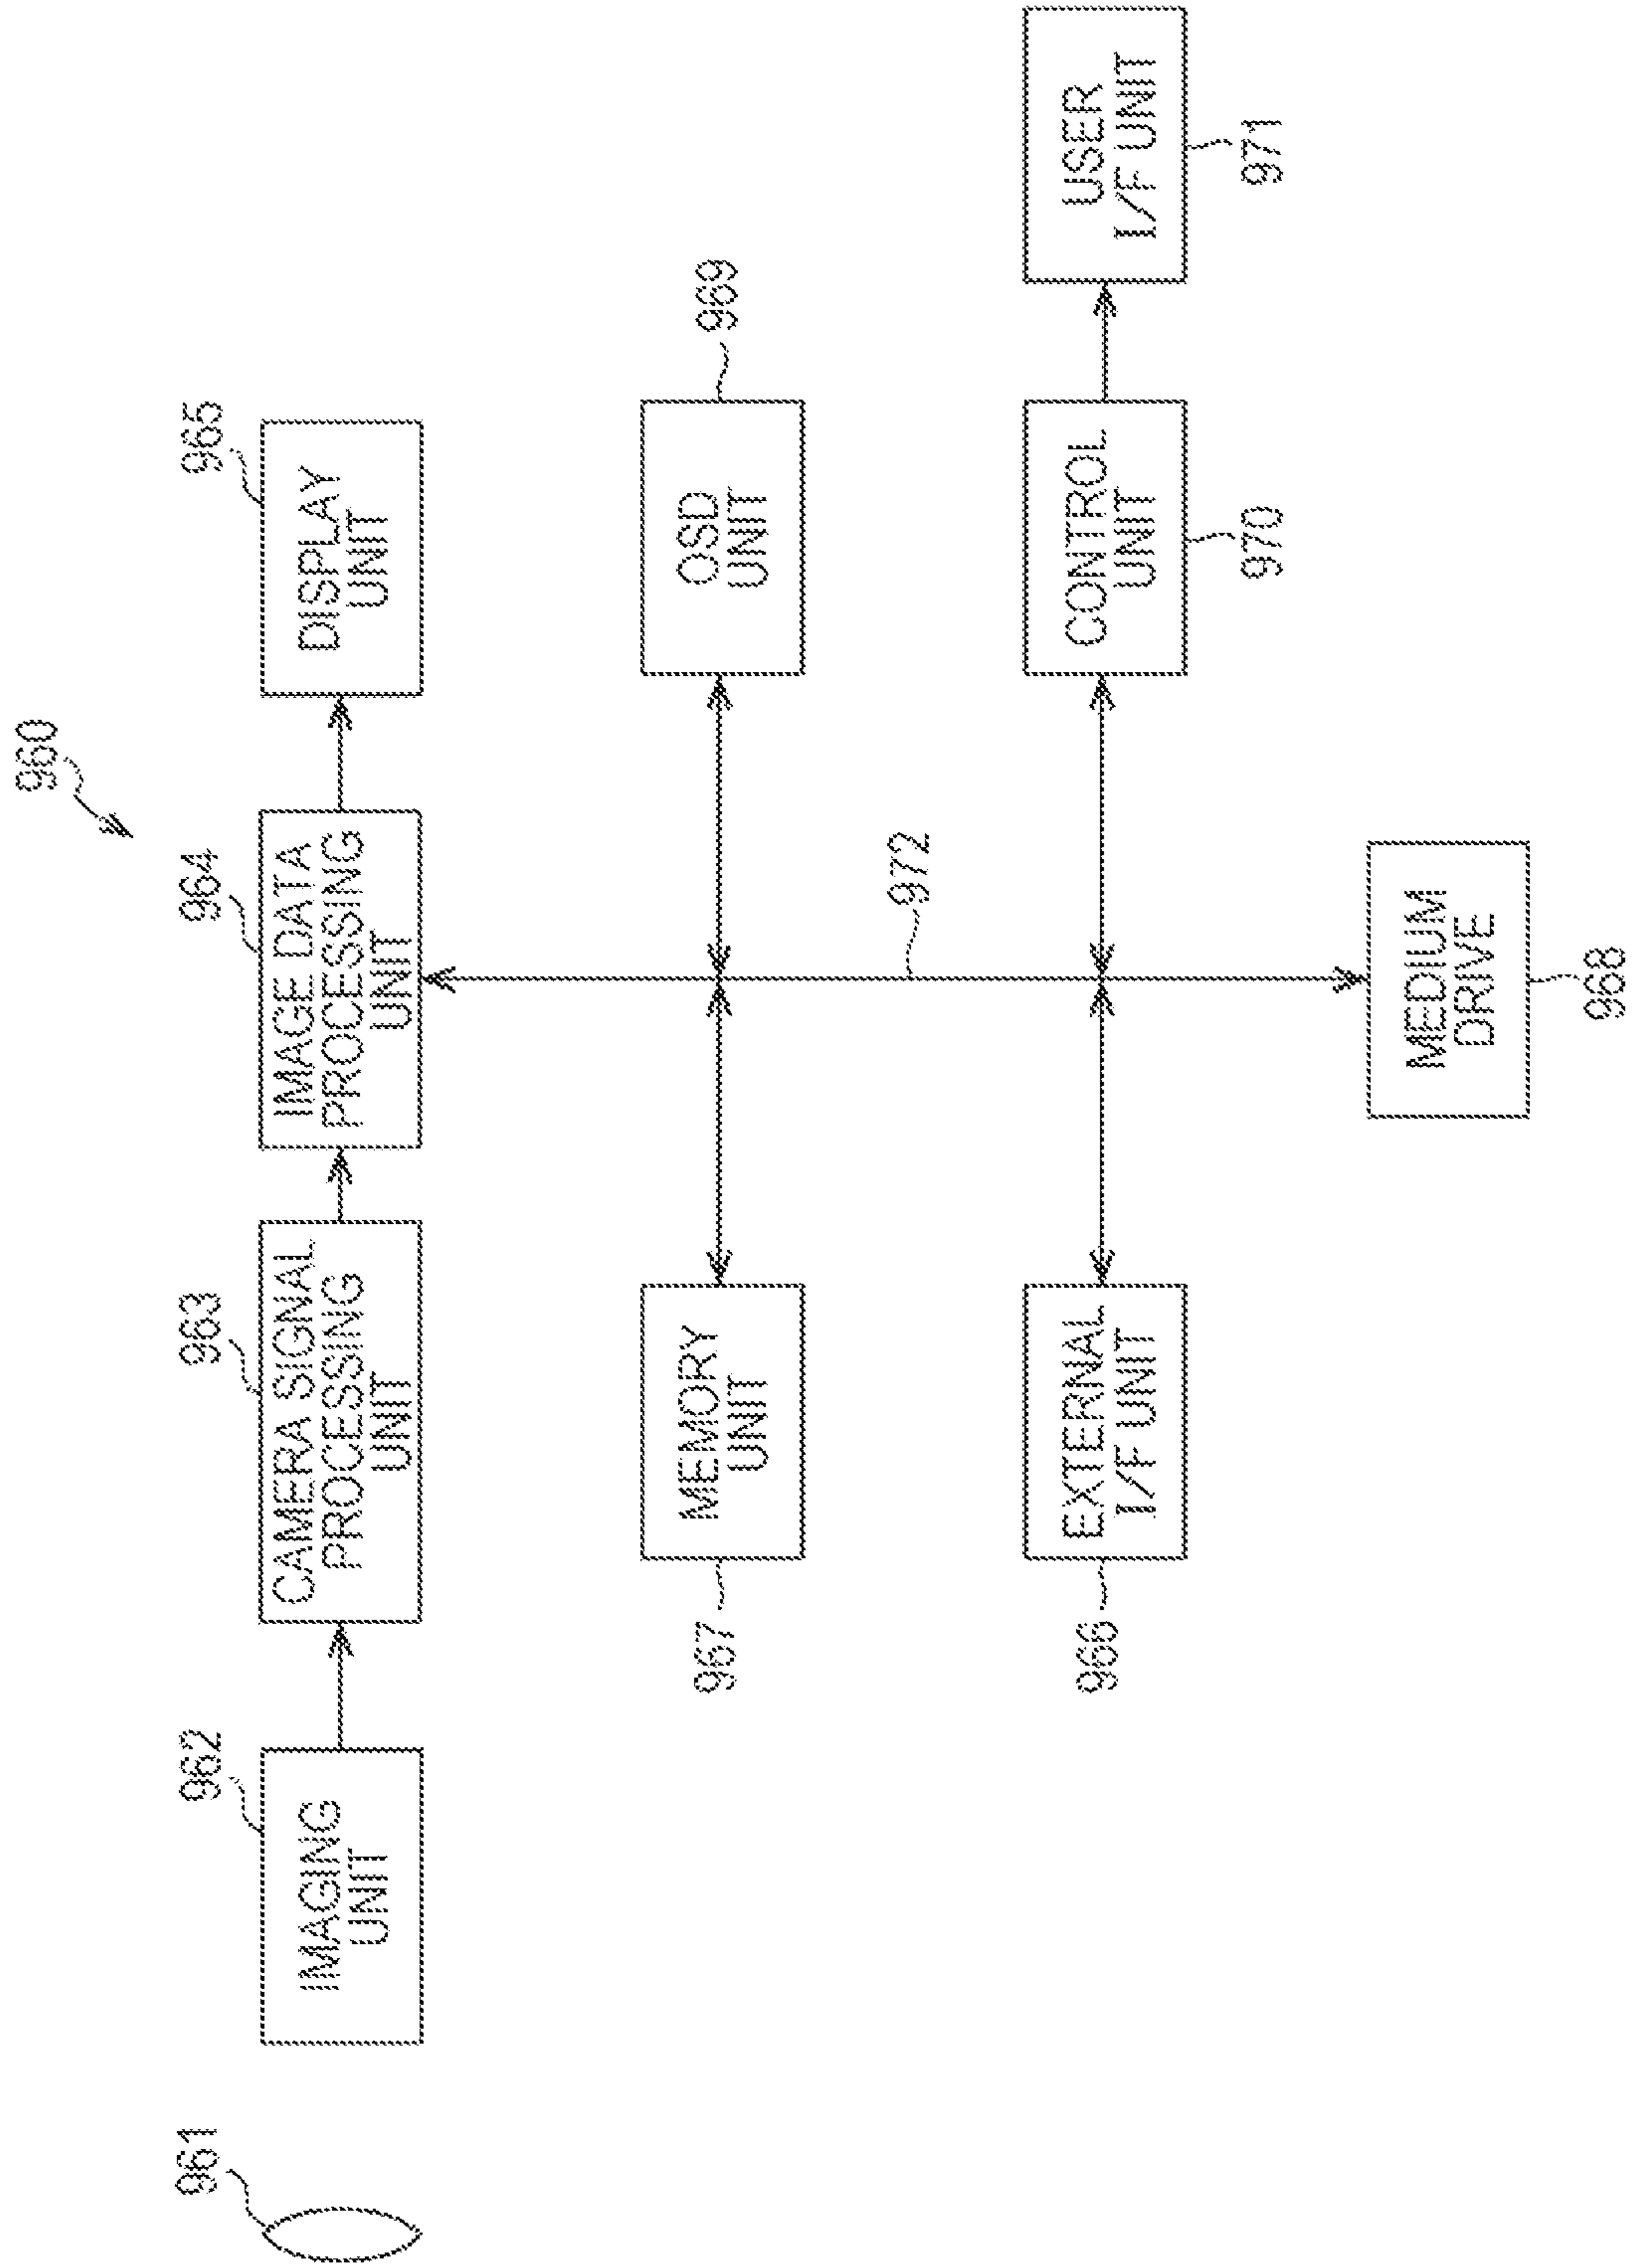 960
961
962
963
964
965
IMAGING
UNIT
CAMERA SIGNAL
PROCESSING
UNIT
IMAGE DATA
PROCESSING
UNIT
DISPLAY
UNIT
967
MEMORY
UNIT
OSD
UNIT
969
972
966
EXTERNAL
I/F UNIT
CONTROL
UNIT
970
USER
I/F UNIT
971
MEDIUM
DRIVE
968